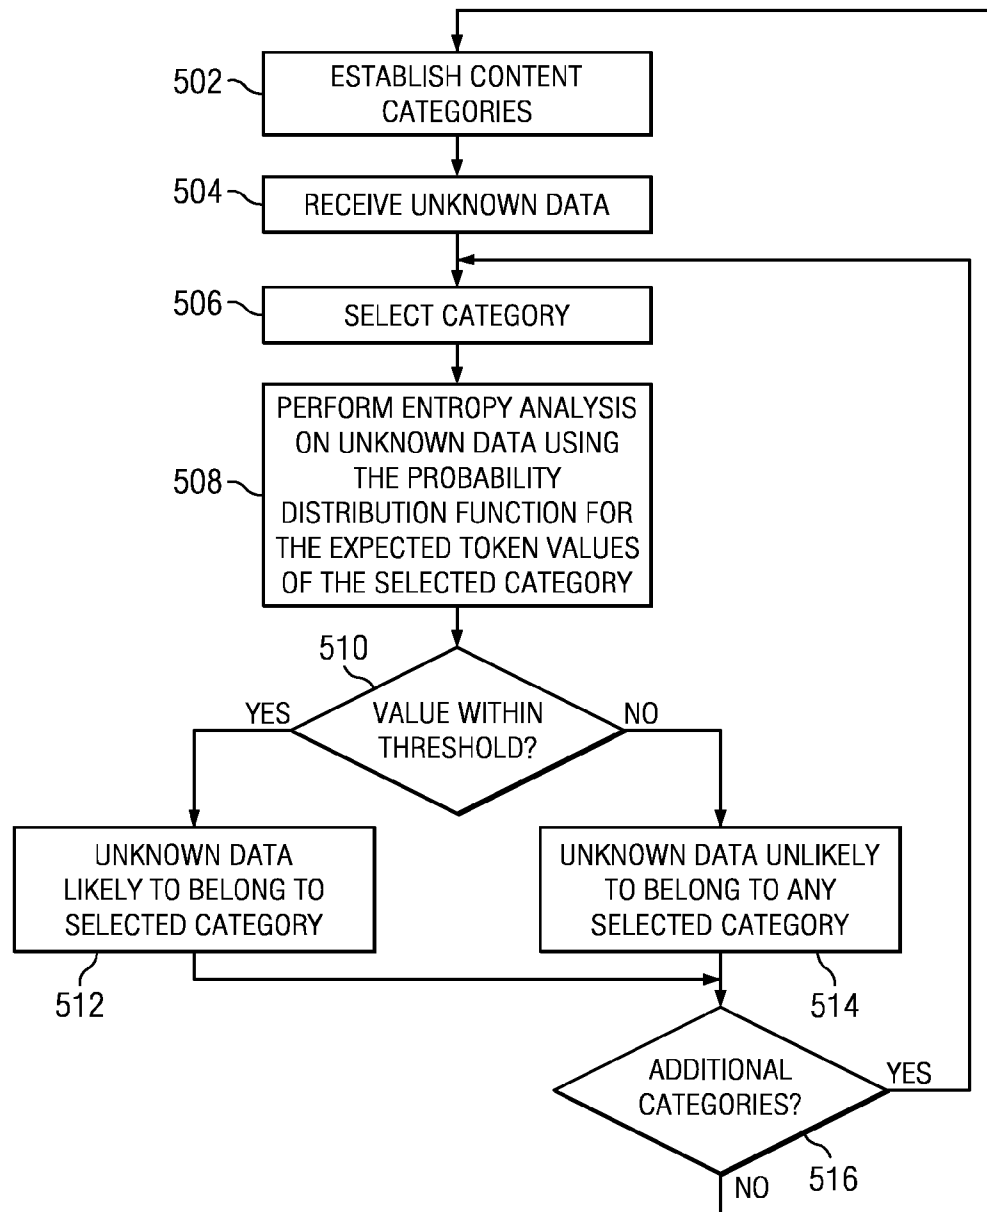 502
ESTABLISH CONTENT
CATEGORIES
504
RECEIVE UNKNOWN DATA
506
SELECT CATEGORY
508
PERFORM ENTROPY ANALYSIS
ON UNKNOWN DATA USING
THE PROBABILITY
DISTRIBUTION FUNCTION FOR
THE EXPECTED TOKEN VALUES
OF THE SELECTED CATEGORY
510
YES
VALUE WITHIN
THRESHOLD?
NO
UNKNOWN DATA
LIKELY TO BELONG TO
SELECTED CATEGORY
512
UNKNOWN DATA UNLIKELY
TO BELONG TO ANY
SELECTED CATEGORY
514
ADDITIONAL
CATEGORIES?
YES
516
NO